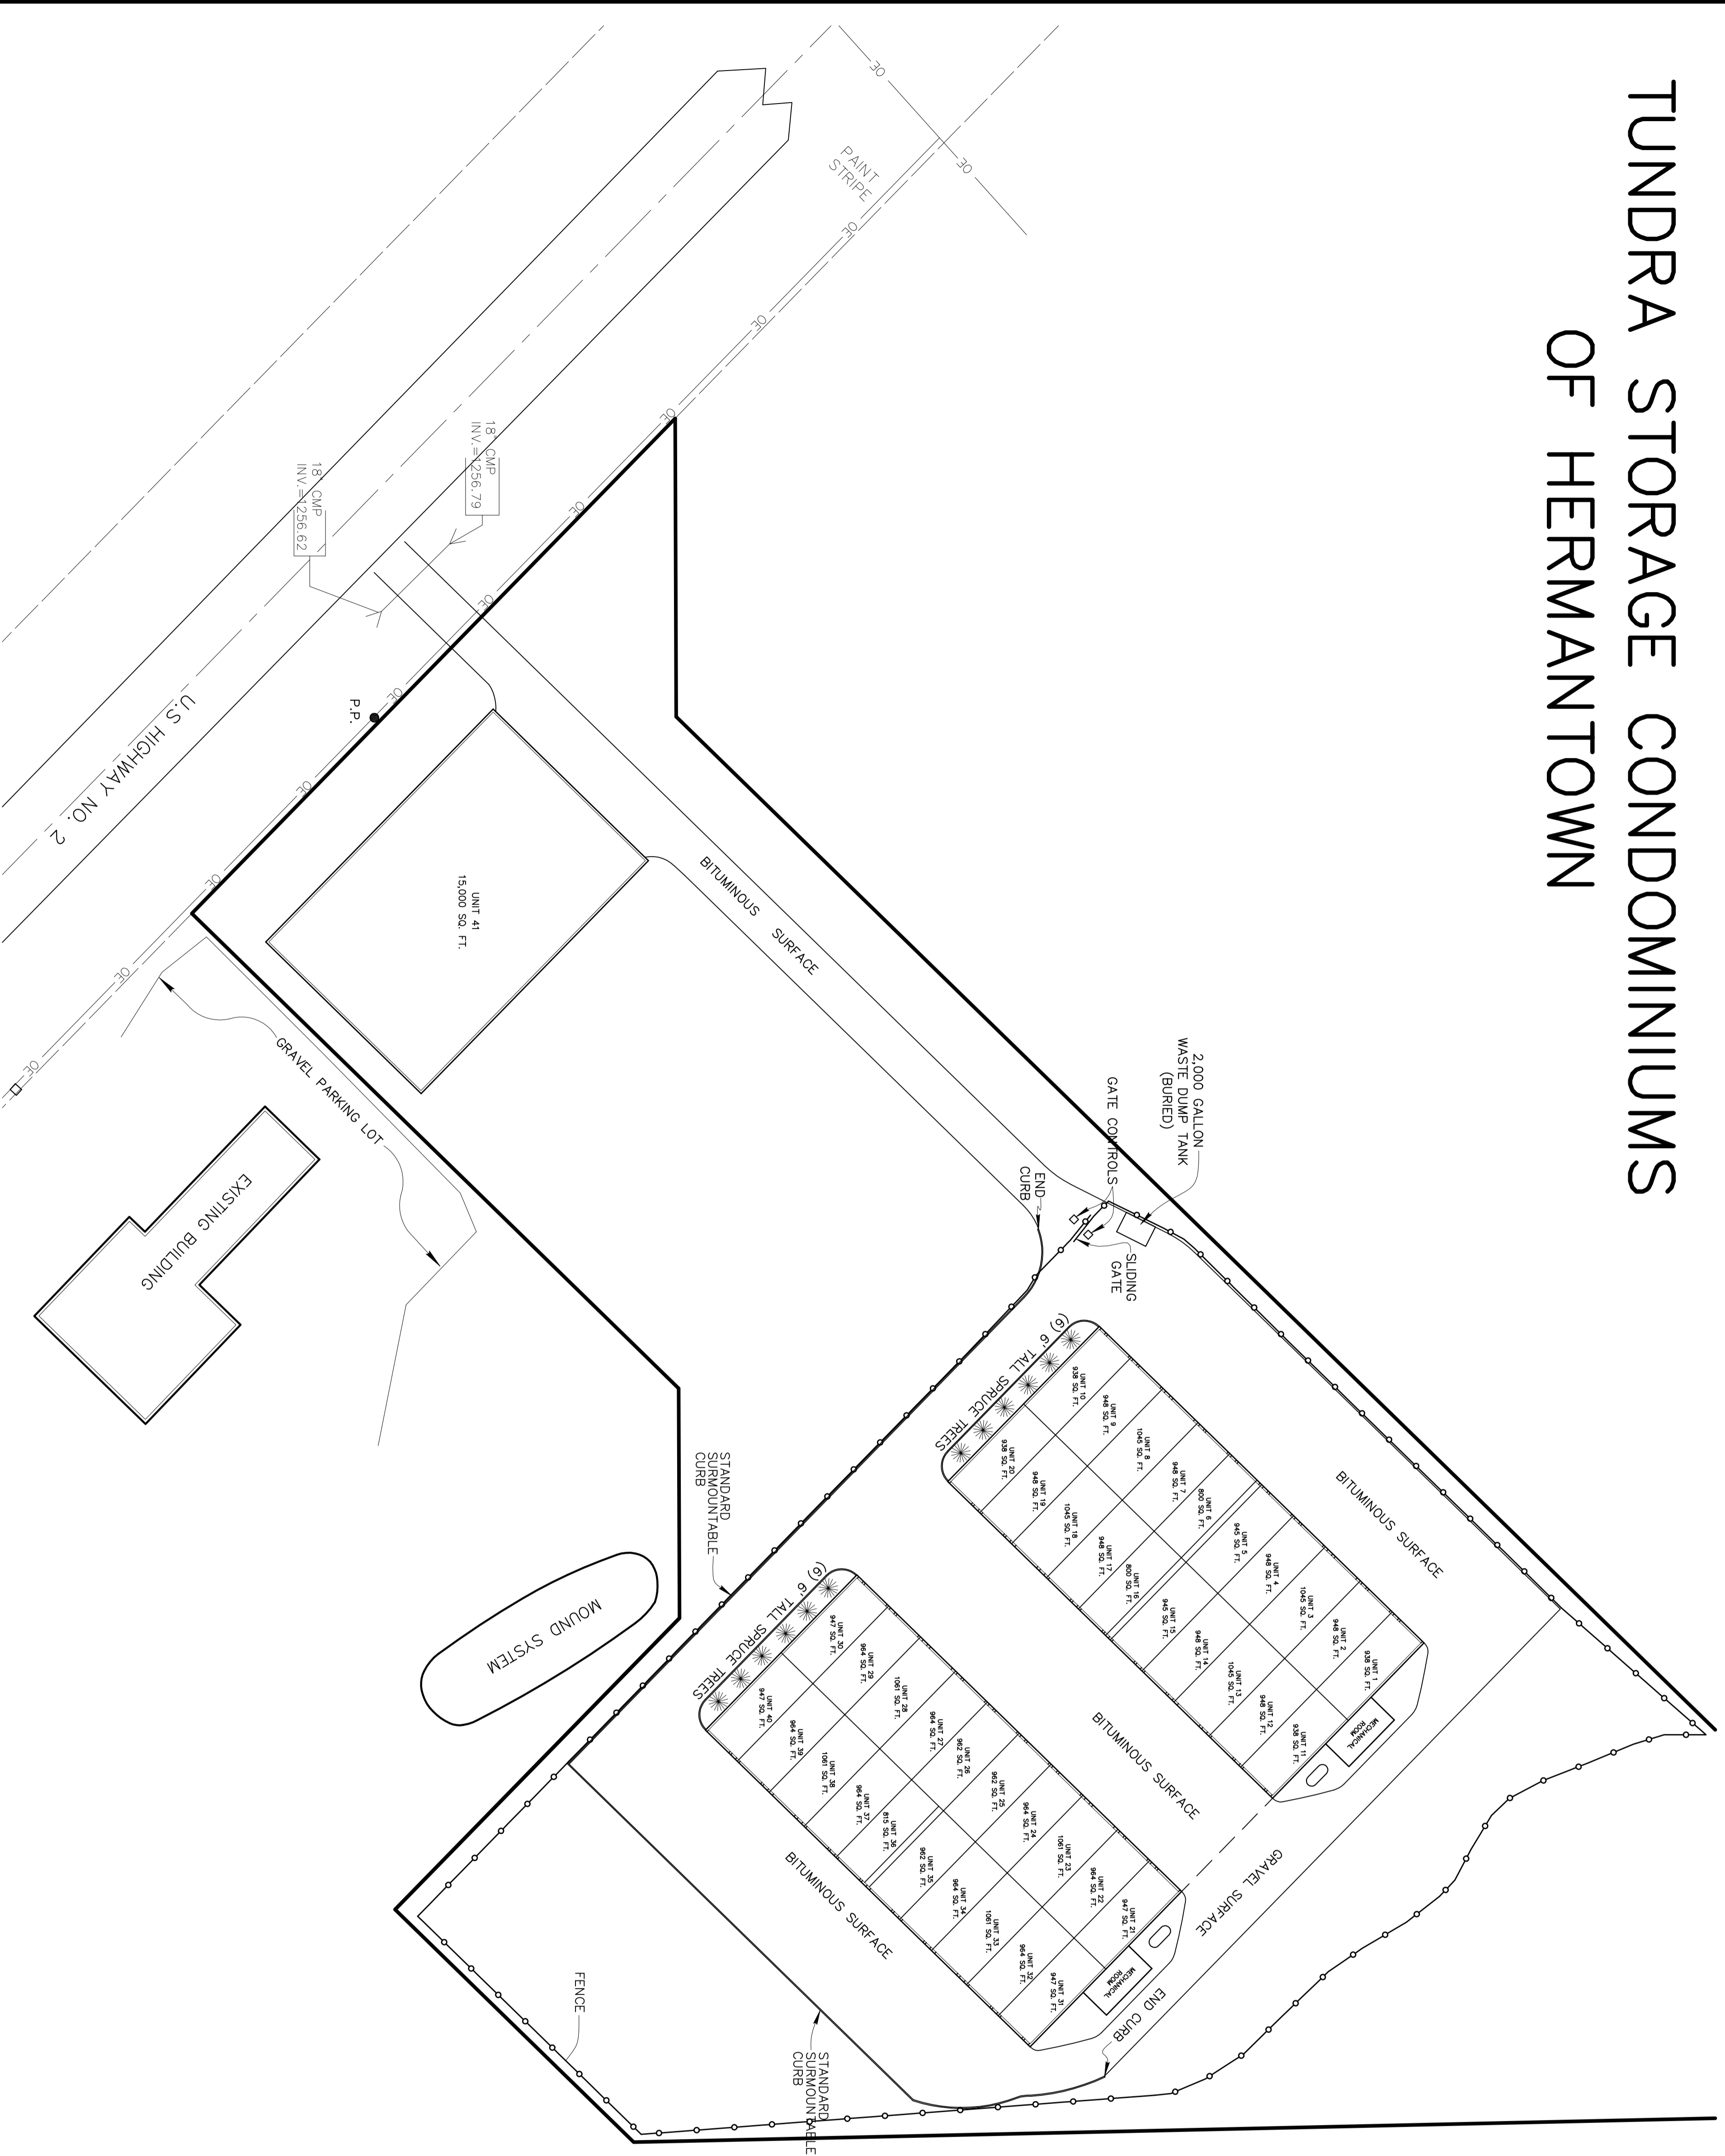 TUNDRA STORAGE CONDOMINIUMS
OF HERMANTOWN
OE
OE
PAINT
STRIPE
OE
OE
OE
OE
OE
OE
OE
OE
OE
OE
18" CMP
INV.=1256.79
18" CMP
INV.=1256.62
P.P.
U.S HIGHWAY NO. 2
UNIT 41
15,000 SQ. FT.
BITUMINOUS SURFACE
GRAVEL PARKING LOT
EXISTING BUILDING
2,000 GALLON
WASTE DUMP TANK
(BURIED)
GATE CONTROLS
END
CURB
SLIDING
GATE
(6) 6' TALL SPRUCE TREES
UNIT 10
938 SQ. FT.
UNIT 9
948 SQ. FT.
UNIT 8
1045 SQ. FT.
UNIT 7
948 SQ. FT.
UNIT 6
800 SQ. FT.
UNIT 5
945 SQ. FT.
UNIT 4
948 SQ. FT.
UNIT 3
1045 SQ. FT.
UNIT 2
948 SQ. FT.
UNIT 1
938 SQ. FT.
UNIT 20
938 SQ. FT.
UNIT 19
948 SQ. FT.
UNIT 18
1045 SQ. FT.
UNIT 17
948 SQ. FT.
UNIT 16
800 SQ. FT.
UNIT 15
945 SQ. FT.
UNIT 14
948 SQ. FT.
UNIT 13
1045 SQ. FT.
UNIT 12
948 SQ. FT.
UNIT 11
938 SQ. FT.
MECHANICAL
ROOM
BITUMINOUS SURFACE
BITUMINOUS SURFACE
GRAVEL SURFACE
STANDARD
SURMOUNTABLE
CURB
MOUND SYSTEM
(6) 6' TALL SPRUCE TREES
UNIT 30
947 SQ. FT.
UNIT 29
964 SQ. FT.
UNIT 28
1061 SQ. FT.
UNIT 27
964 SQ. FT.
UNIT 26
962 SQ. FT.
UNIT 25
962 SQ. FT.
UNIT 24
964 SQ. FT.
UNIT 23
1061 SQ. FT.
UNIT 22
964 SQ. FT.
UNIT 21
947 SQ. FT.
UNIT 40
947 SQ. FT.
UNIT 39
964 SQ. FT.
UNIT 38
1061 SQ. FT.
UNIT 37
964 SQ. FT.
UNIT 36
815 SQ. FT.
UNIT 35
962 SQ. FT.
UNIT 34
964 SQ. FT.
UNIT 33
1061 SQ. FT.
UNIT 32
964 SQ. FT.
UNIT 31
947 SQ. FT.
MECHANICAL
ROOM
BITUMINOUS SURFACE
END CURB
FENCE
STANDARD
SURMOUNTABLE
CURB